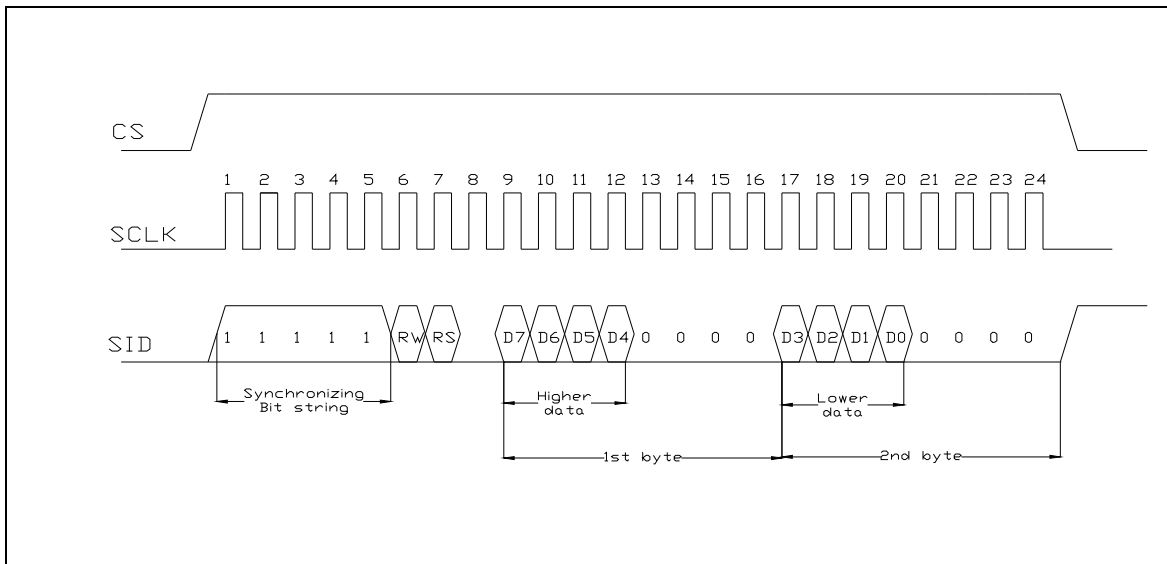 CS
1 2 3 4 5 6 7 8 9 10 11 12 13 14 15 16 17 18 19 20 21 22 23 24
SCLK
SID
1 1 1 1 1 RW RS D7 D6 D5 D4 0 0 0 0 D3 D2 D1 D0 0 0 0 0
Synchronizing
Bit string
Higher
data
Lower
data
1st byte
2nd byte